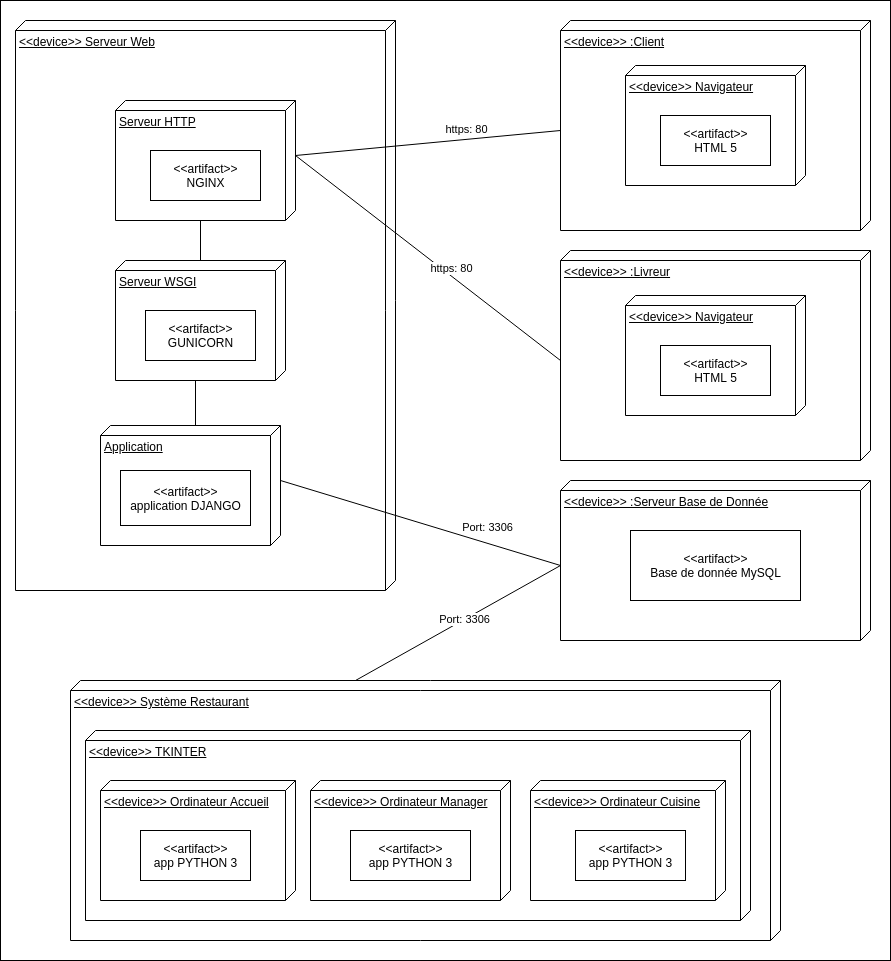 <<device>> Serveur Web
Serveur HTTP
<<artifact>>
NGINX
Serveur WSGI
<<artifact>>
GUNICORN
Application
<<artifact>>
application DJANGO
https: 80
https: 80
Port: 3306
Port: 3306
<<device>> :Client
<<device>> Navigateur
<<artifact>>
HTML 5
<<device>> :Livreur
<<device>> Navigateur
<<artifact>>
HTML 5
<<device>> :Serveur Base de Donnée
<<artifact>>
Base de donnée MySQL
<<device>> Système Restaurant
<<device>> TKINTER
<<device>> Ordinateur Accueil
<<artifact>>
app PYTHON 3
<<device>> Ordinateur Manager
<<artifact>>
app PYTHON 3
<<device>> Ordinateur Cuisine
<<artifact>>
app PYTHON 3